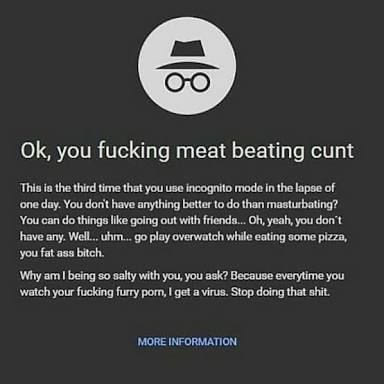 Ok, you fucking meat beating cunt
This is the third time that you use incognito mode in the lapse of
one day. You don't have anything better to do than masturbating?
You can do things like going out with friends... Oh, yeah, you don´t
have any. Well... uhm... go play overwatch while eating some pizza,
you fat ass bitch.
Why am I being so salty with you, you ask? Because everytime you
watch your fucking furry porn, I get a virus. Stop doing that shit.
MORE INFORMATION